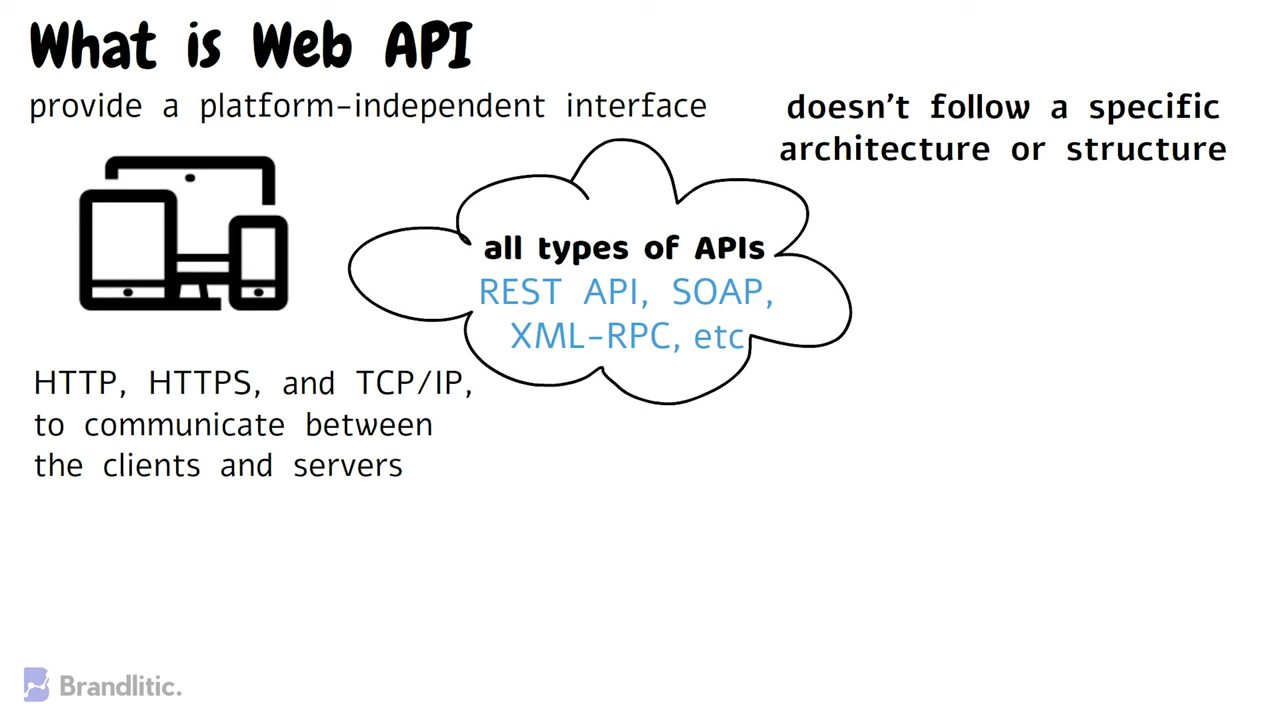 What is Web API
provide a platform-independent interface
doesn't follow a specific
architecture or structure
all types of APIs
REST API, SOAP,
XML-RPC, etc
HTTP, HTTPS, and TCP/IP,
to communicate between
the clients and servers
Brandlitic.